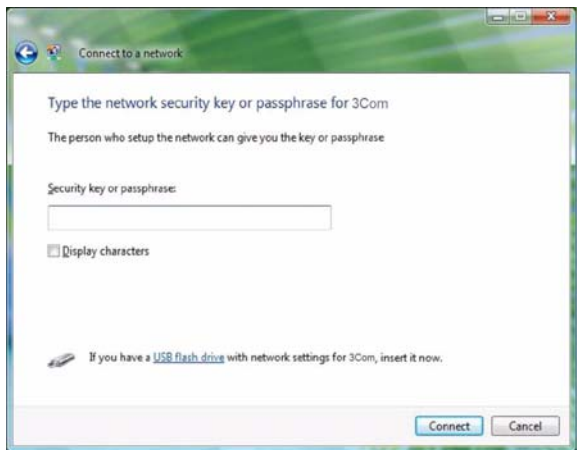 Connect to a network
Type the network security key or passphrase for 3Com
The person who setup the network can give you the key or passphrase
Security key or passphrase:
Display characters
If you have a USB flash drive with network settings for 3Com, insert it now.
Connect Cancel